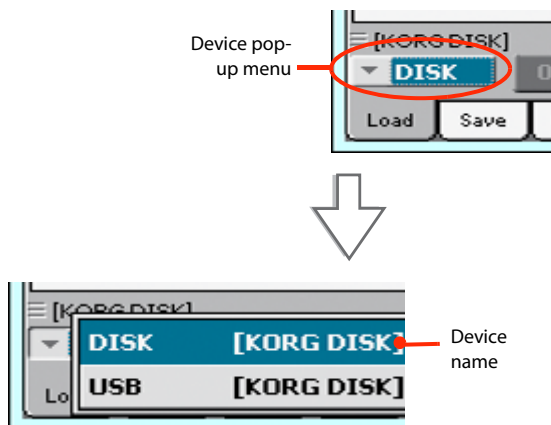 [KORG DISK]
Device pop-
up menu
DISK
Load Save
[KORG DISK]
DISK [KORG DISK]
Device
name
USB [KORG DISK]
Lo